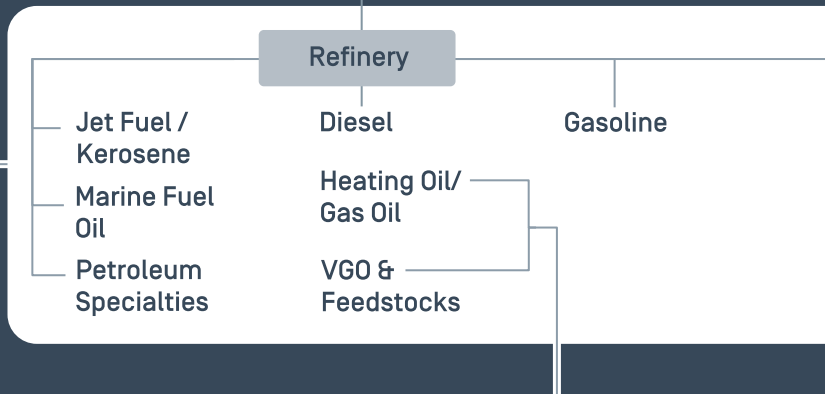 Refinery
Jet Fuel /
Kerosene
Marine Fuel
Oil
Petroleum
Specialties
Diesel
Heating Oil/
Gas Oil
VGO &
Feedstocks
Gasoline